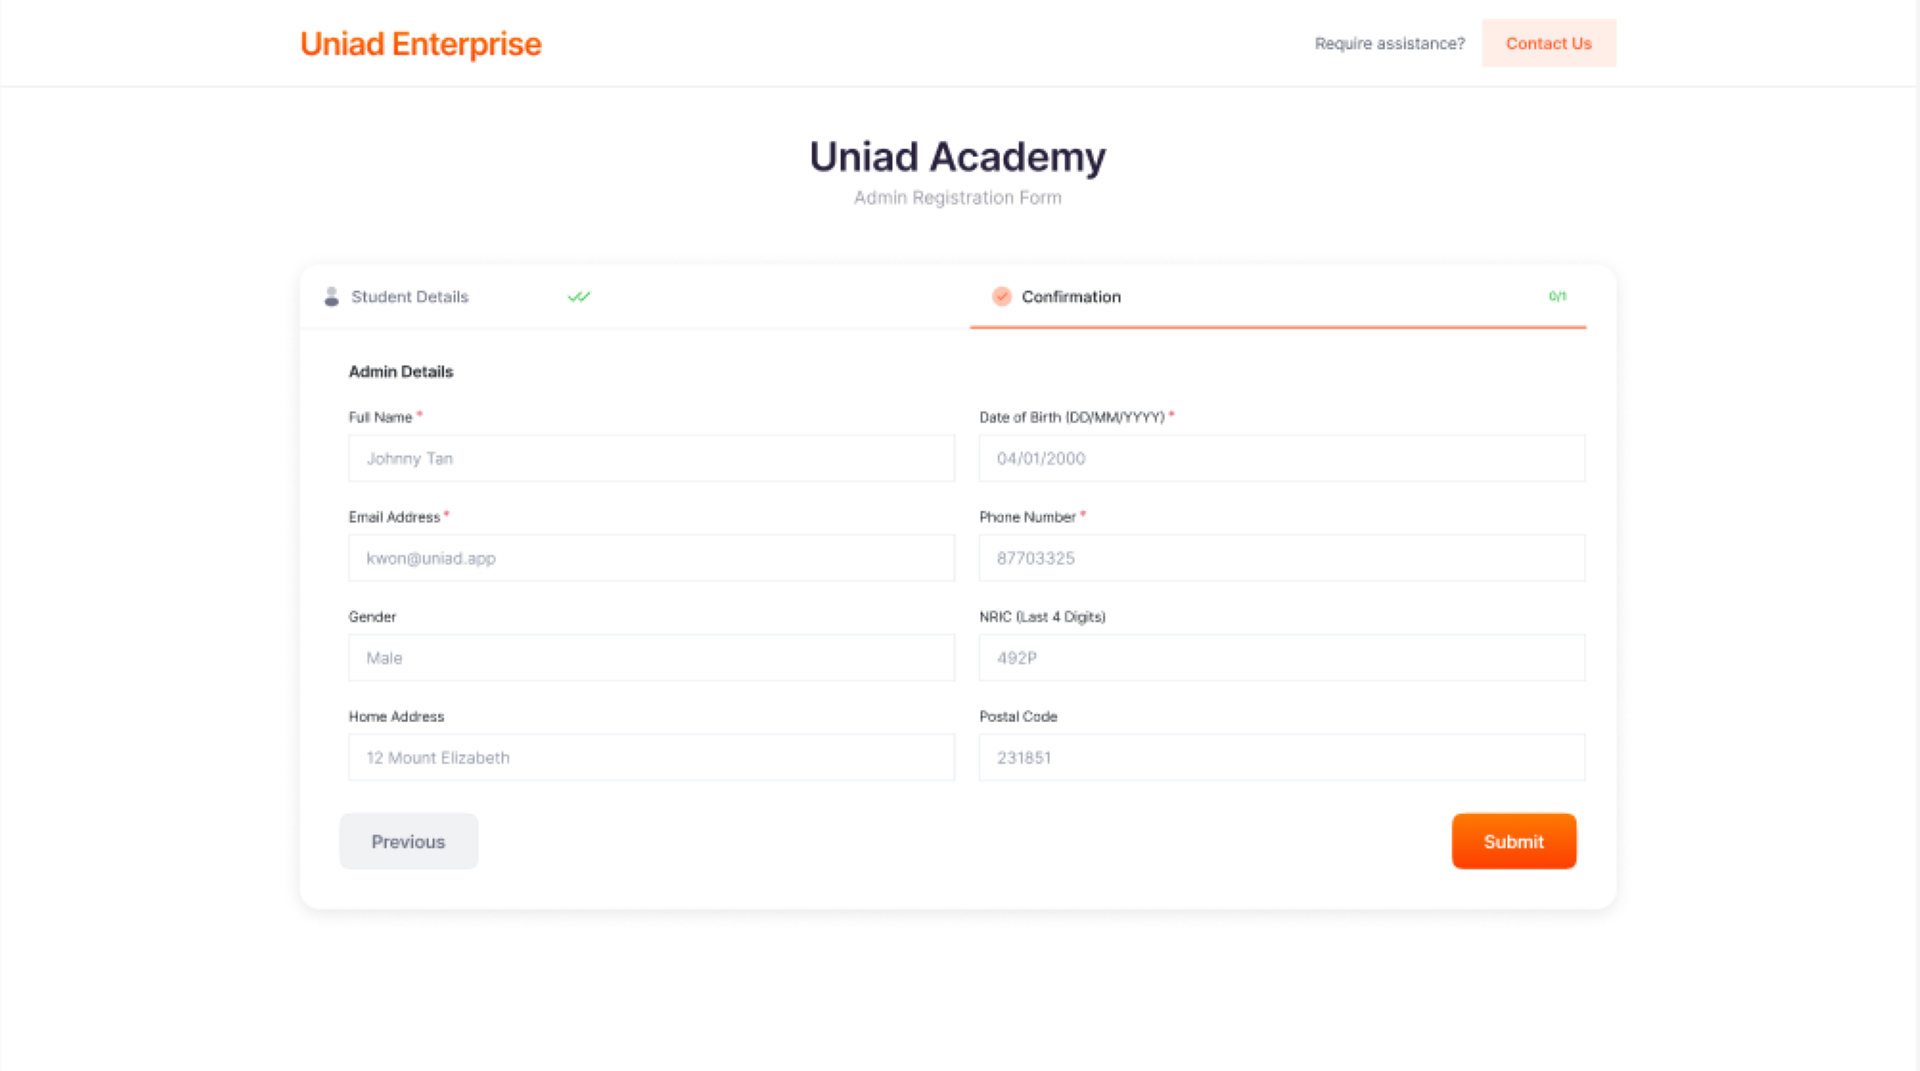 Uniad Enterprise
Require assistance?
Contact Us
Uniad Academy
Admin Registration Form
Student Details
Confirmation
0/1
Admin Details
Full Name *
Date of Birth (DD/MM/YYYY) *
Johnny Tan
04/01/2000
Email Address *
Phone Number *
kwon@uniad.app
87703325
Gender
NRIC (Last 4 Digits)
Male
492P
Home Address
Postal Code
12 Mount Elizabeth
231851
Previous
Submit